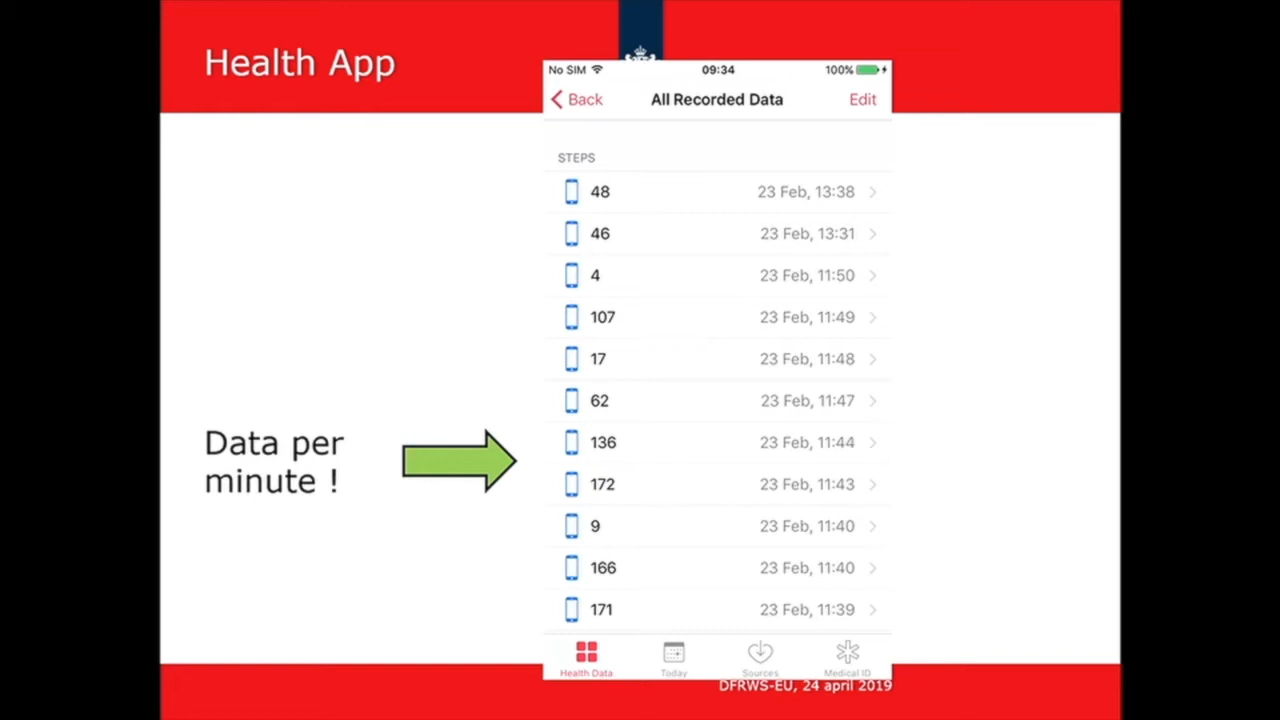 Health App
No SIM 09:34 100%
Back All Recorded Data Edit
STEPS
48 23 Feb, 13:38
46 23 Feb, 13:31
4 23 Feb, 11:50
107 23 Feb, 11:49
17 23 Feb, 11:48
62 23 Feb, 11:47
136 23 Feb, 11:44
172 23 Feb, 11:43
9 23 Feb, 11:40
166 23 Feb, 11:40
171 23 Feb, 11:39
Data per
minute !
Health Data Today Sources Medical ID
DFRWS-EU, 24 april 2019